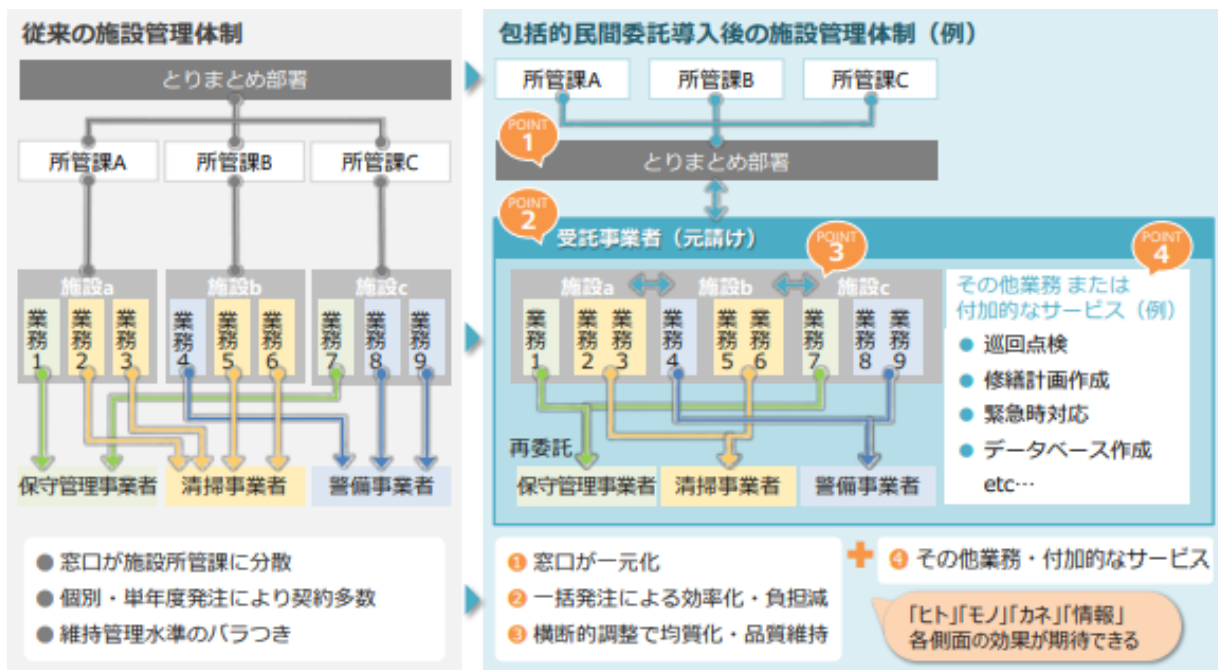 従来の施設管理体制
とりまとめ部署
所管課A
所管課B
所管課C
施設a
施設b
施設c
業務1
業務2
業務3
業務4
業務5
業務6
業務7
業務8
業務9
保守管理事業者
清掃事業者
警備事業者
● 窓口が施設所管課に分散
● 個別・単年度発注により契約多数
● 維持管理水準のバラつき
包括的民間委託導入後の施設管理体制（例）
所管課A
所管課B
所管課C
POINT
1
とりまとめ部署
POINT
2
受託事業者（元請け）
POINT
3
POINT
4
施設a
施設b
施設c
業務1
業務2
業務3
業務4
業務5
業務6
業務7
業務8
業務9
再委託
保守管理事業者
清掃事業者
警備事業者
その他業務 または
付加的なサービス（例）
● 巡回点検
● 修繕計画作成
● 緊急時対応
● データベース作成
etc…
❶ 窓口が一元化
❷ 一括発注による効率化・負担減
❸ 横断的調整で均質化・品質維持
❹ その他業務・付加的なサービス
「ヒト」「モノ」「カネ」「情報」
各側面の効果が期待できる